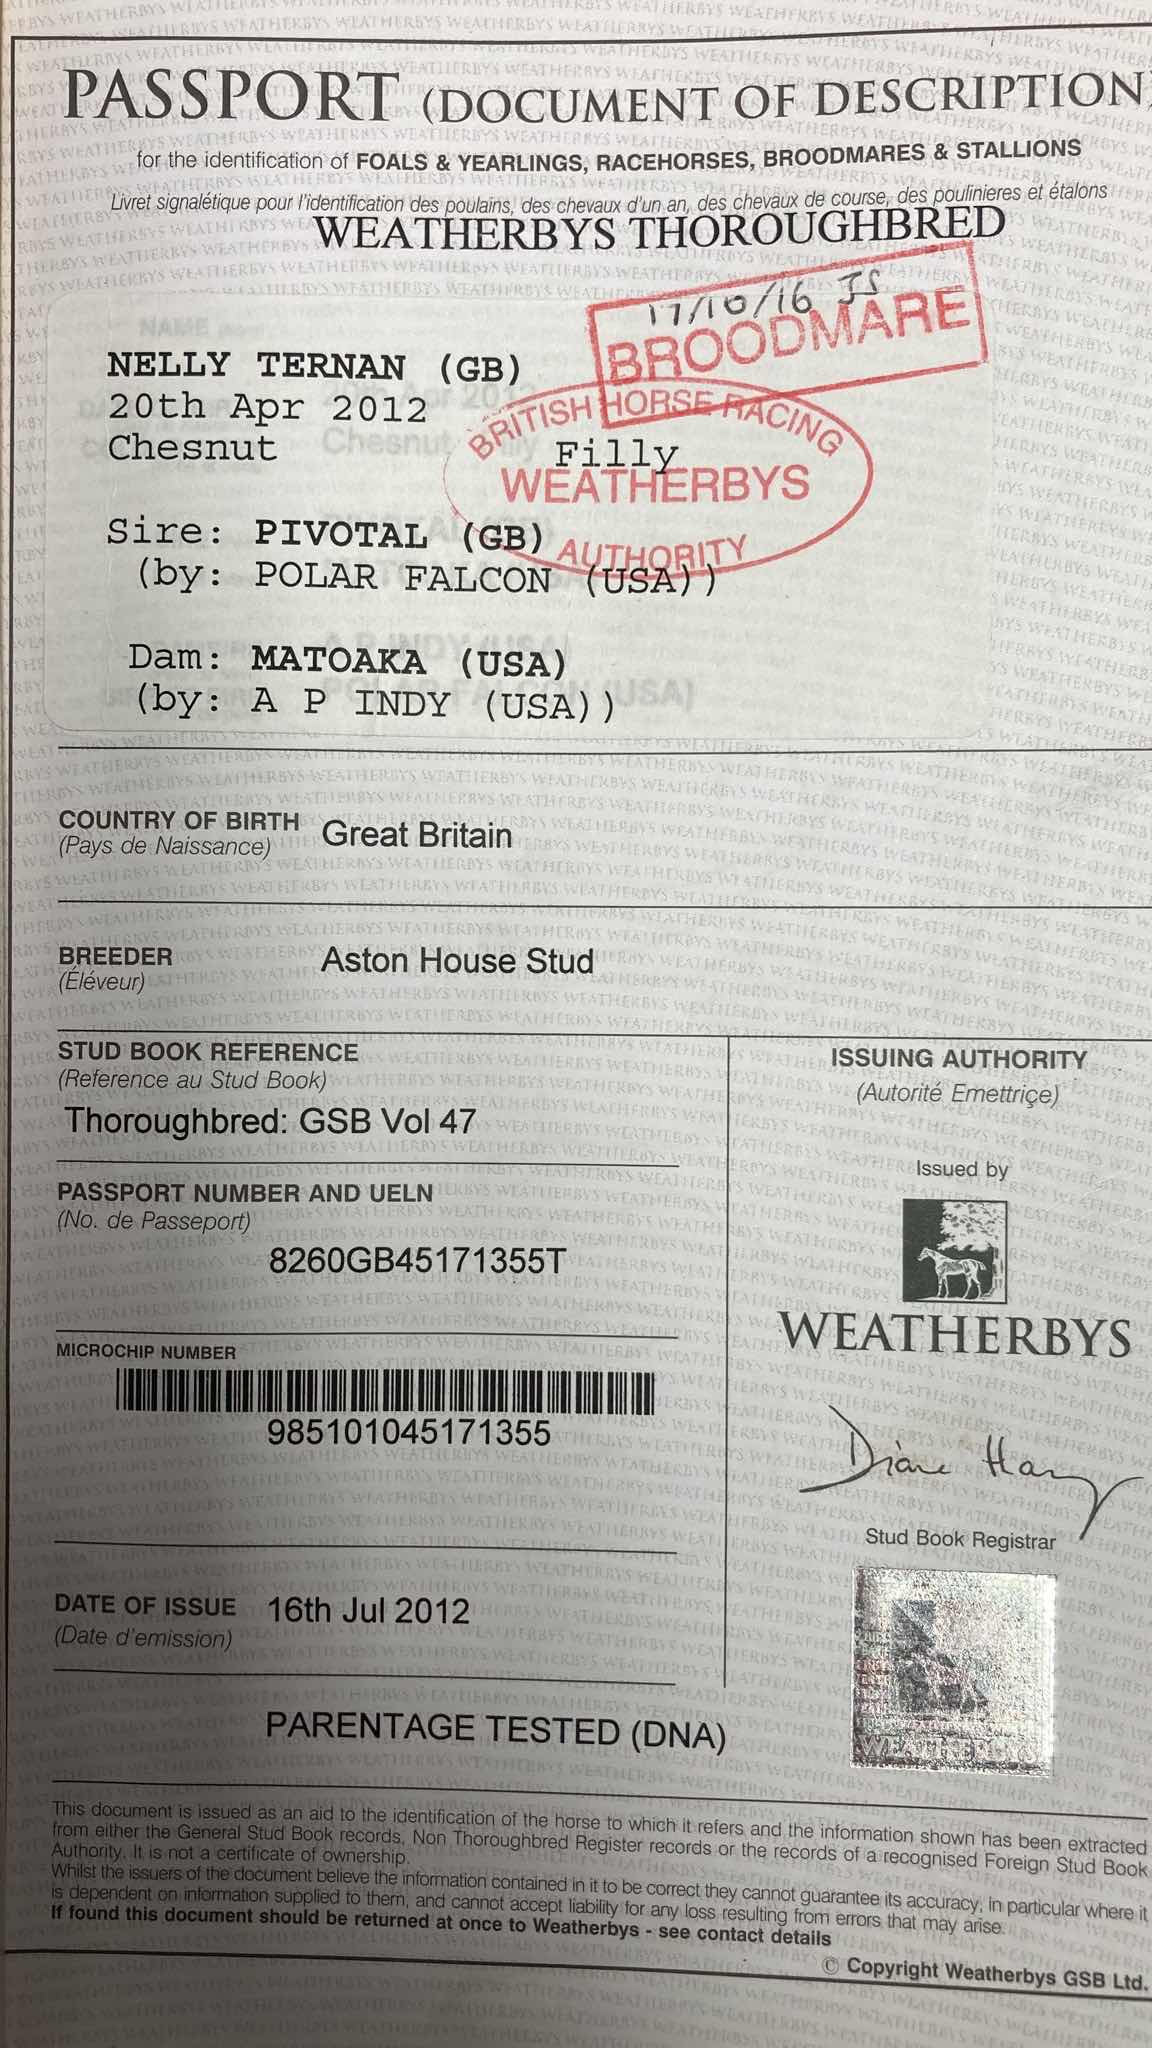 PASSPORT (DOCUMENT OF DESCRIPTION)
for the identification of FOALS & YEARLINGS, RACEHORSES, BROODMARES & STALLIONS
Livret signalétique pour l'identification des poulains, des chevaux d'un an, des chevaux de course, des poulinieres et étalons
WEATHERBYS THOROUGHBRED
17/10/16 JS
BROODMARE
NELLY TERNAN (GB)
20th Apr 2012
Chesnut Filly
BRITISH HORSE RACING
WEATHERBYS
AUTHORITY
Sire: PIVOTAL (GB)
(by: POLAR FALCON (USA))
Dam: MATOAKA (USA)
(by: A P INDY (USA))
COUNTRY OF BIRTH Great Britain
(Pays de Naissance)
BREEDER Aston House Stud
(Éléveur)
STUD BOOK REFERENCE
(Reference au Stud Book)
Thoroughbred: GSB Vol 47
PASSPORT NUMBER AND UELN
(No. de Passeport)
8260GB45171355T
MICROCHIP NUMBER
985101045171355
DATE OF ISSUE 16th Jul 2012
(Date d'emission)
ISSUING AUTHORITY
(Autorité Emettriçe)
Issued by
WEATHERBYS
Diane Han
Stud Book Registrar
WEATHERBYS
PARENTAGE TESTED (DNA)
This document is issued as an aid to the identification of the horse to which it refers and the information shown has been extracted
from either the General Stud Book records, Non Thoroughbred Register records or the records of a recognised Foreign Stud Book
Authority. It is not a certificate of ownership.
Whilst the issuers of the document believe the information contained in it to be correct they cannot guarantee its accuracy, in particular where it
is dependent on information supplied to them, and cannot accept liability for any loss resulting from errors that may arise.
If found this document should be returned at once to Weatherbys - see contact details
© Copyright Weatherbys GSB Ltd.